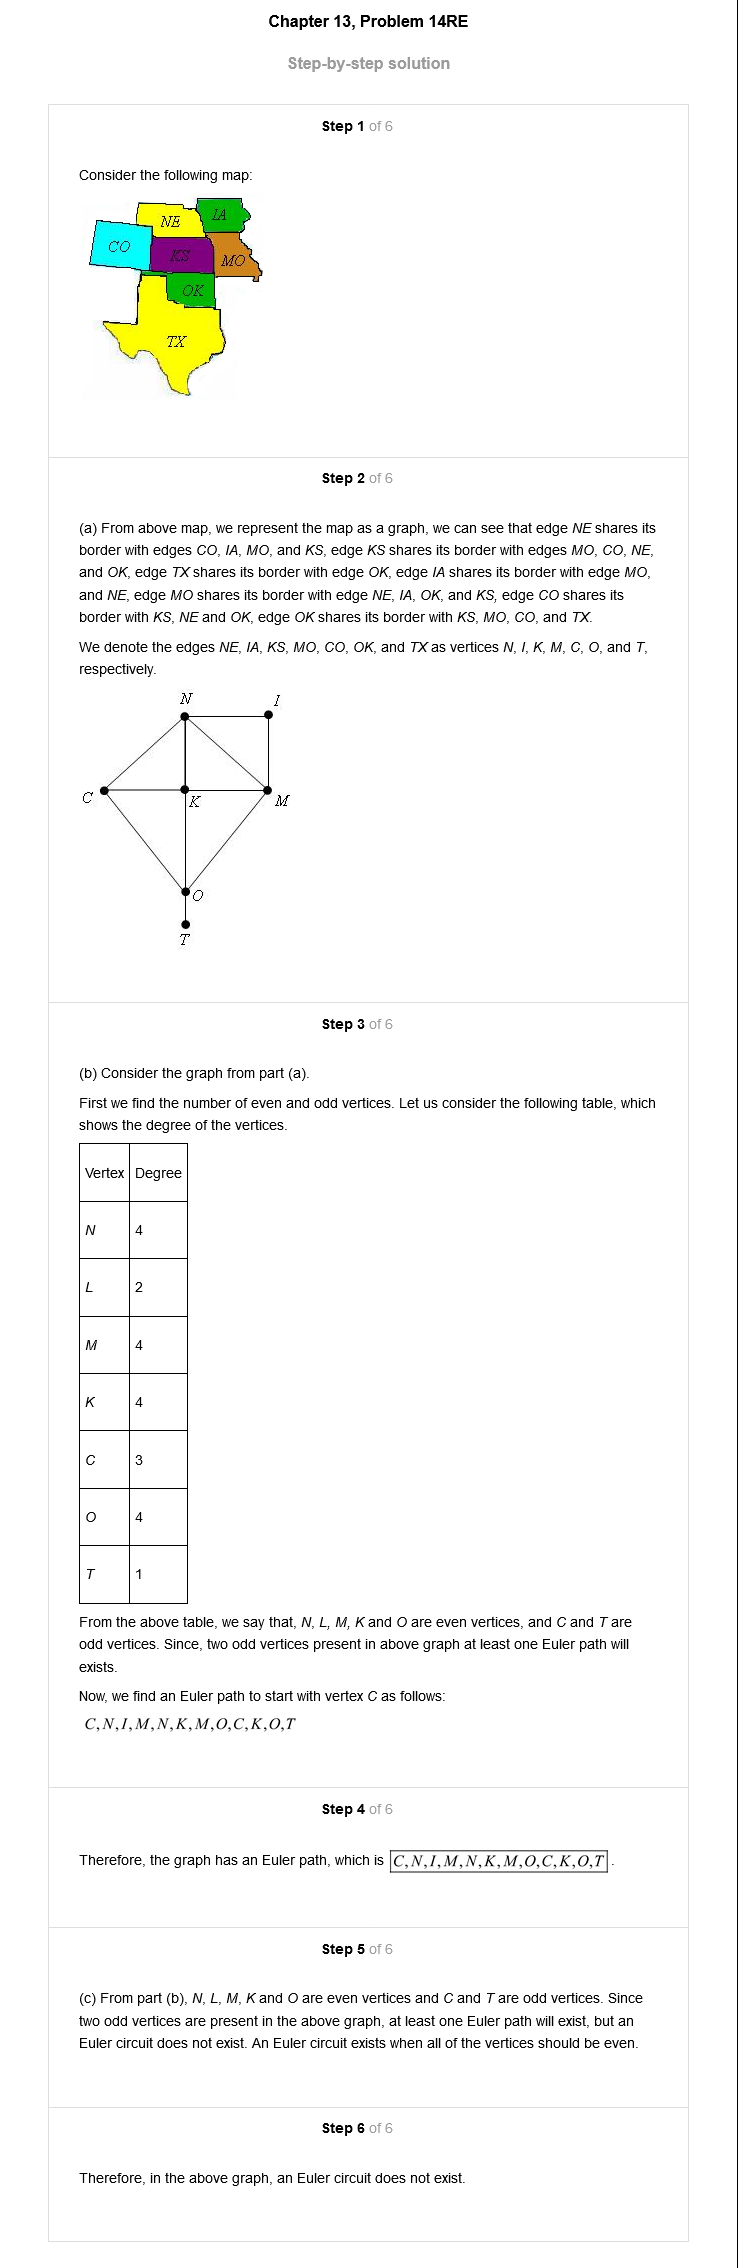 Chapter 13, Problem 14RE
Step-by-step solution
Step 1 of 6
Consider the following map:
NE
IA
CO
KS
MO
OK
TX
Step 2 of 6
(a) From above map, we represent the map as a graph, we can see that edge NE shares its
border with edges CO, IA, MO, and KS, edge KS shares its border with edges MO, CO, NE,
and OK, edge TX shares its border with edge OK, edge IA shares its border with edge MO,
and NE, edge MO shares its border with edge NE, IA, OK, and KS, edge CO shares its
border with KS, NE and OK, edge OK shares its border with KS, MO, CO, and TX.
We denote the edges NE, IA, KS, MO, CO, OK, and TX as vertices N, I, K, M, C, O, and T,
respectively.
N
I
C
K
M
O
T
Step 3 of 6
(b) Consider the graph from part (a).
First we find the number of even and odd vertices. Let us consider the following table, which
shows the degree of the vertices.
Vertex Degree
N 4
L 2
M 4
K 4
C 3
O 4
T 1
From the above table, we say that, N, L, M, K and O are even vertices, and C and T are
odd vertices. Since, two odd vertices present in above graph at least one Euler path will
exists.
Now, we find an Euler path to start with vertex C as follows:
C,N,I,M,N,K,M,O,C,K,O,T
Step 4 of 6
Therefore, the graph has an Euler path, which is C,N,I,M,N,K,M,O,C,K,O,T .
Step 5 of 6
(c) From part (b), N, L, M, K and O are even vertices and C and T are odd vertices. Since
two odd vertices are present in the above graph, at least one Euler path will exist, but an
Euler circuit does not exist. An Euler circuit exists when all of the vertices should be even.
Step 6 of 6
Therefore, in the above graph, an Euler circuit does not exist.